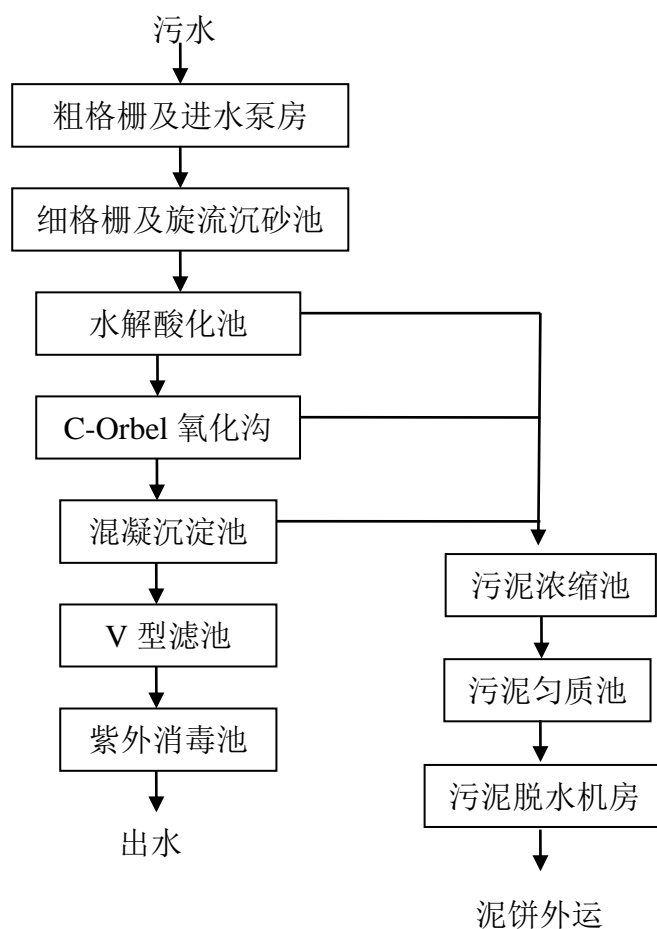 污水
粗格栅及进水泵房
细格栅及旋流沉砂池
水解酸化池
C-Orbel 氧化沟
混凝沉淀池
V 型滤池
紫外消毒池
出水
污泥浓缩池
污泥匀质池
污泥脱水机房
泥饼外运